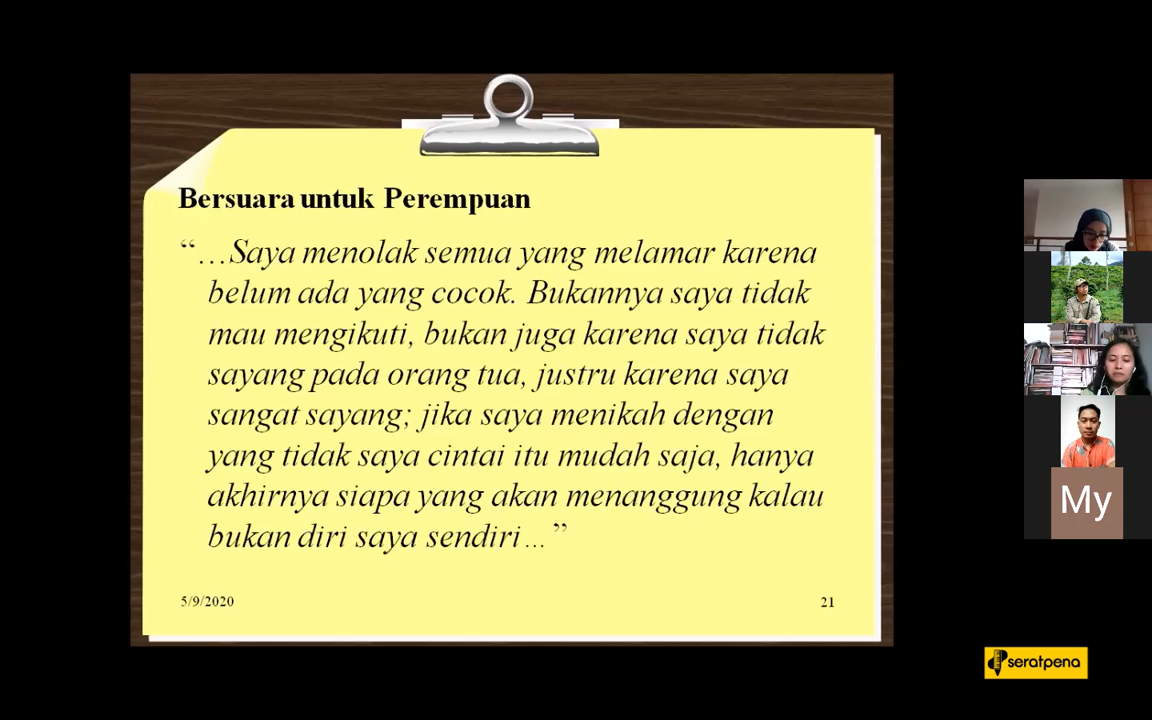 Bersuara untuk Perempuan
“…Saya menolak semua yang melamar karena
belum ada yang cocok. Bukannya saya tidak
mau mengikuti, bukan juga karena saya tidak
sayang pada orang tua, justru karena saya
sangat sayang; jika saya menikah dengan
yang tidak saya cintai itu mudah saja, hanya
akhirnya siapa yang akan menanggung kalau
bukan diri saya sendiri…”
5/9/2020
21
My
seratpena